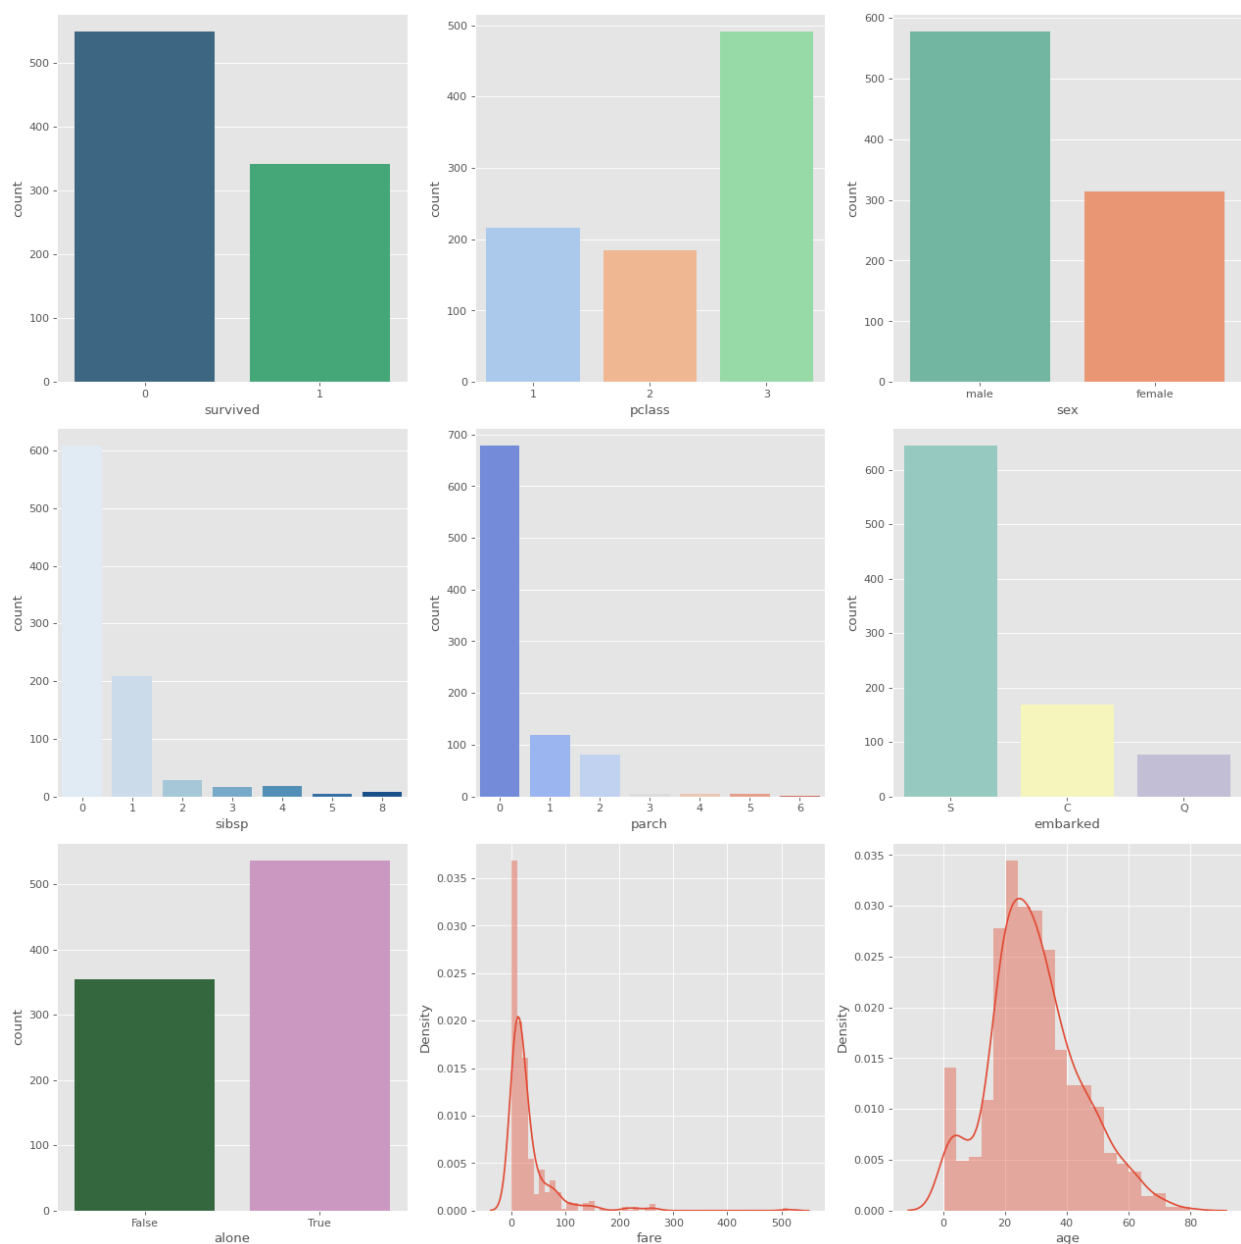 count
500
400
300
200
100
0
0 1
survived
count
500
400
300
200
100
0
1 2 3
pclass
count
600
500
400
300
200
100
0
male female
sex
count
600
500
400
300
200
100
0
0 1 2 3 4 5 8
sibsp
count
700
600
500
400
300
200
100
0
0 1 2 3 4 5 6
parch
count
600
500
400
300
200
100
0
S C Q
embarked
count
500
400
300
200
100
0
False True
alone
Density
0.035
0.030
0.025
0.020
0.015
0.010
0.005
0.000
0 100 200 300 400 500
fare
Density
0.035
0.030
0.025
0.020
0.015
0.010
0.005
0.000
0 20 40 60 80
age